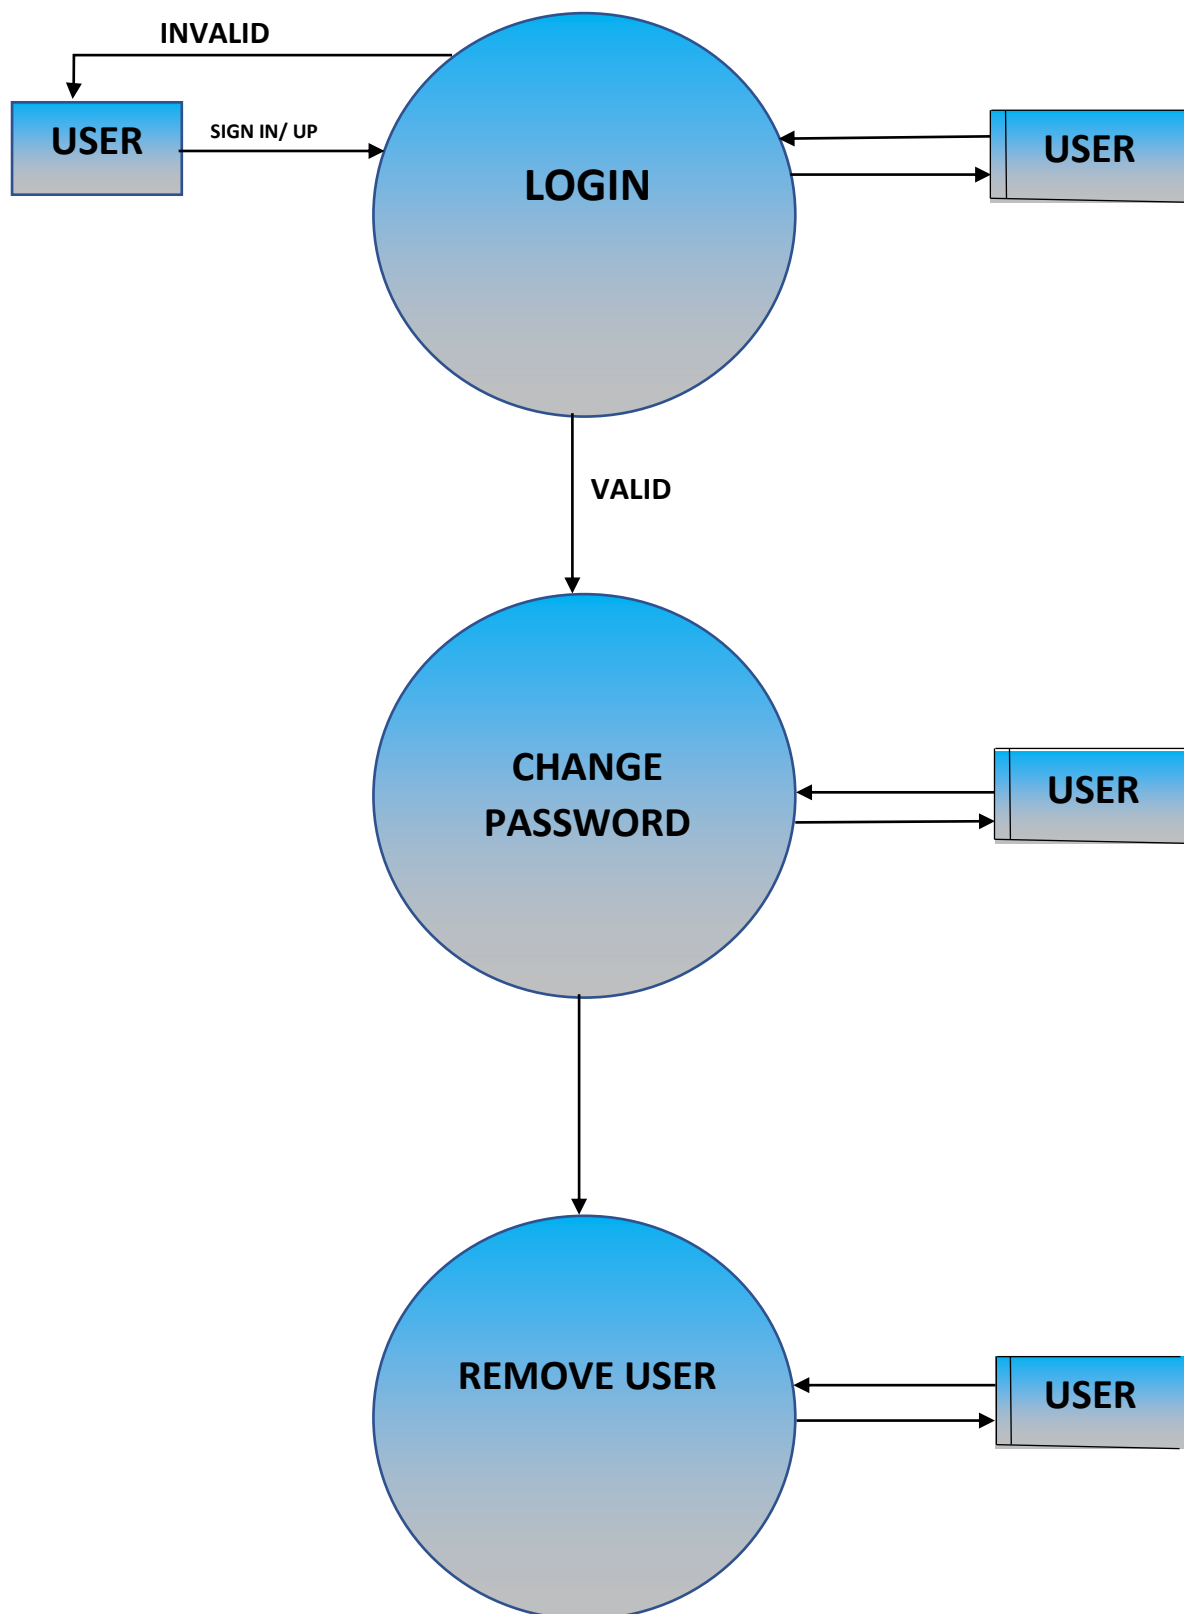 INVALID
USER
SIGN IN/ UP
LOGIN
USER
VALID
CHANGE
PASSWORD
USER
REMOVE USER
USER